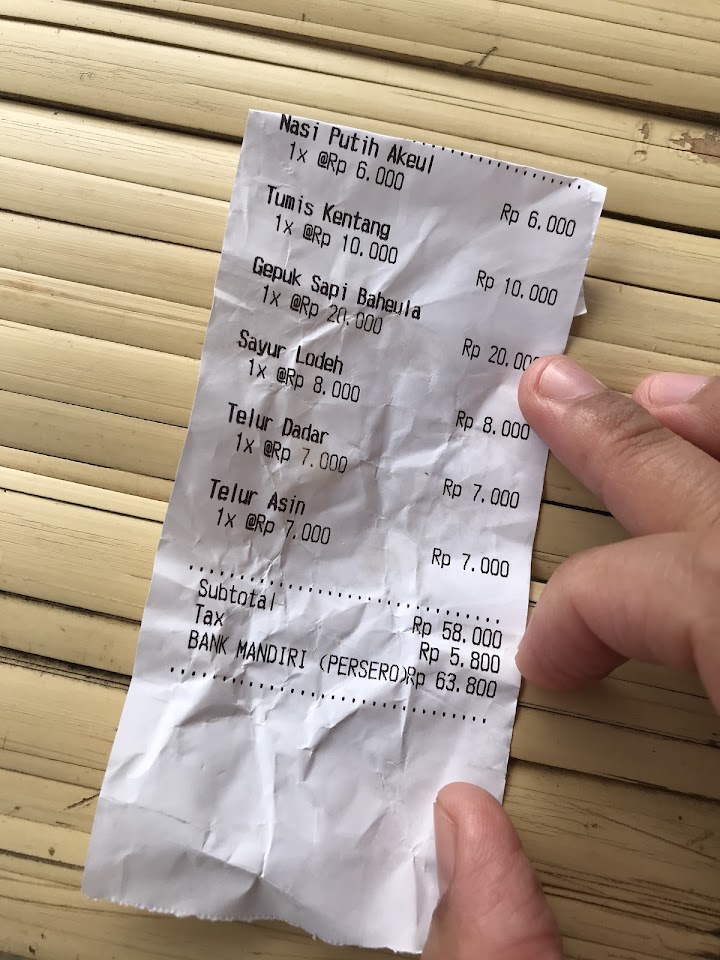 Nasi Putih Akeul
1x @Rp 6.000 Rp 6.000
Tumis Kentang
1x @Rp 10.000 Rp 10.000
Gepuk Sapi Baheula
1x @Rp 20.000 Rp 20.000
Sayur Lodeh
1x @Rp 8.000 Rp 8.000
Telur Dadar
1x @Rp 7.000 Rp 7.000
Telur Asin
1x @Rp 7.000 Rp 7.000
Subtotal Rp 58.000
Tax Rp 5.800
BANK MANDIRI (PERSERO)Rp 63.800